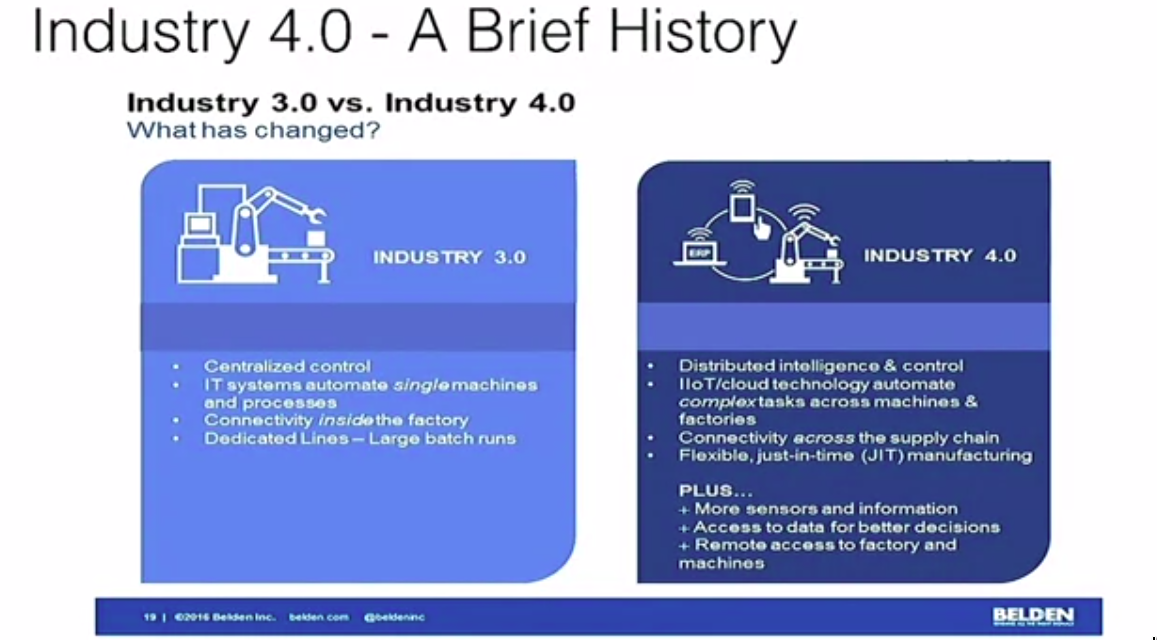 Industry 4.0 - A Brief History
Industry 3.0 vs. Industry 4.0
What has changed?
INDUSTRY 3.0
• Centralized control
• IT systems automate single machines
and processes
• Connectivity inside the factory
• Dedicated Lines – Large batch runs
ERP
INDUSTRY 4.0
• Distributed intelligence & control
• IIoT/cloud technology automate
complex tasks across machines &
factories
• Connectivity across the supply chain
• Flexible, just-in-time (JIT) manufacturing
PLUS...
+ More sensors and information
+ Access to data for better decisions
+ Remote access to factory and
machines
19 | ©2016 Belden Inc. belden.com @beldeninc
BELDEN